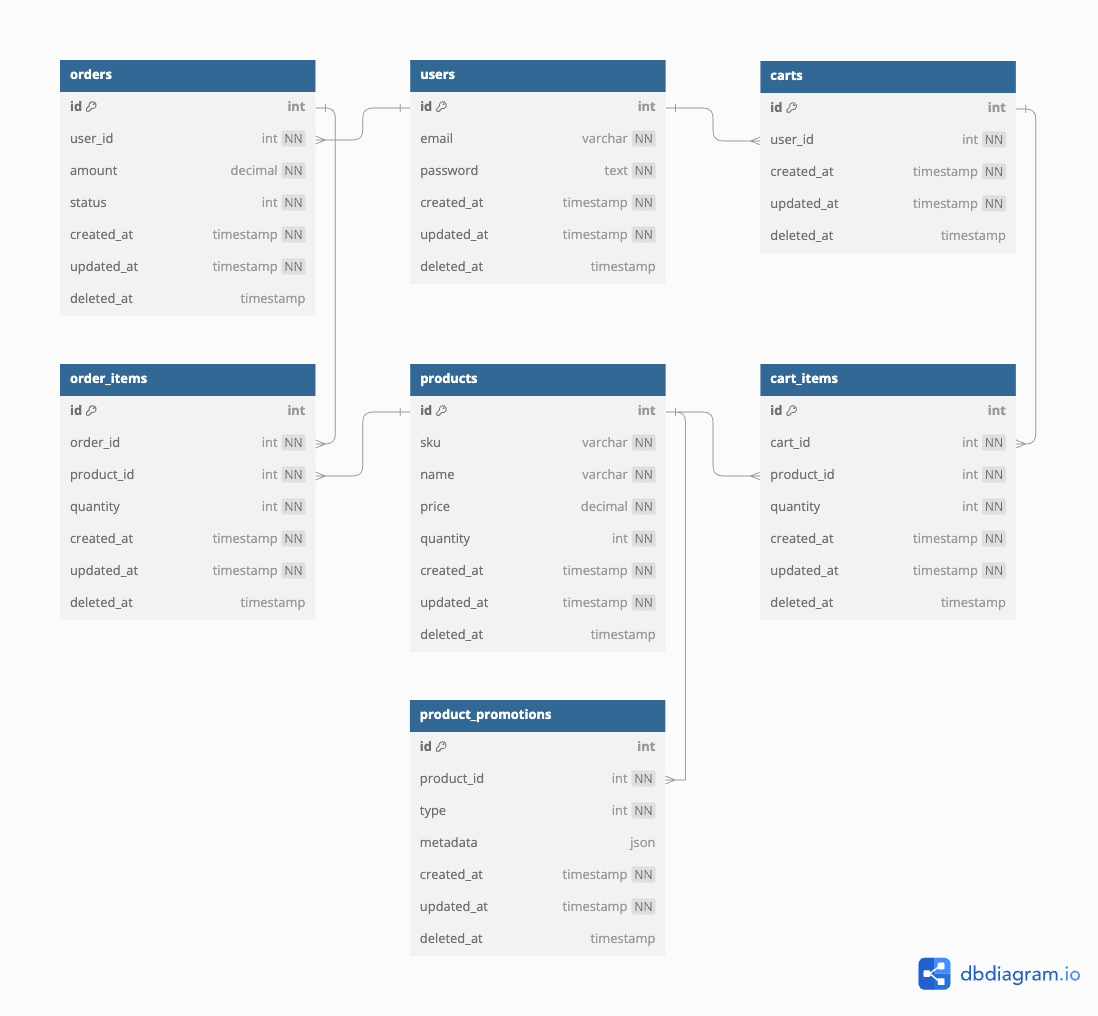 orders
id int
user_id int NN
amount decimal NN
status int NN
created_at timestamp NN
updated_at timestamp NN
deleted_at timestamp
users
id int
email varchar NN
password text NN
created_at timestamp NN
updated_at timestamp NN
deleted_at timestamp
carts
id int
user_id int NN
created_at timestamp NN
updated_at timestamp NN
deleted_at timestamp
order_items
id int
order_id int NN
product_id int NN
quantity int NN
created_at timestamp NN
updated_at timestamp NN
deleted_at timestamp
products
id int
sku varchar NN
name varchar NN
price decimal NN
quantity int NN
created_at timestamp NN
updated_at timestamp NN
deleted_at timestamp
cart_items
id int
cart_id int NN
product_id int NN
quantity int NN
created_at timestamp NN
updated_at timestamp NN
deleted_at timestamp
product_promotions
id int
product_id int NN
type int NN
metadata json
created_at timestamp NN
updated_at timestamp NN
deleted_at timestamp
dbdiagram.io